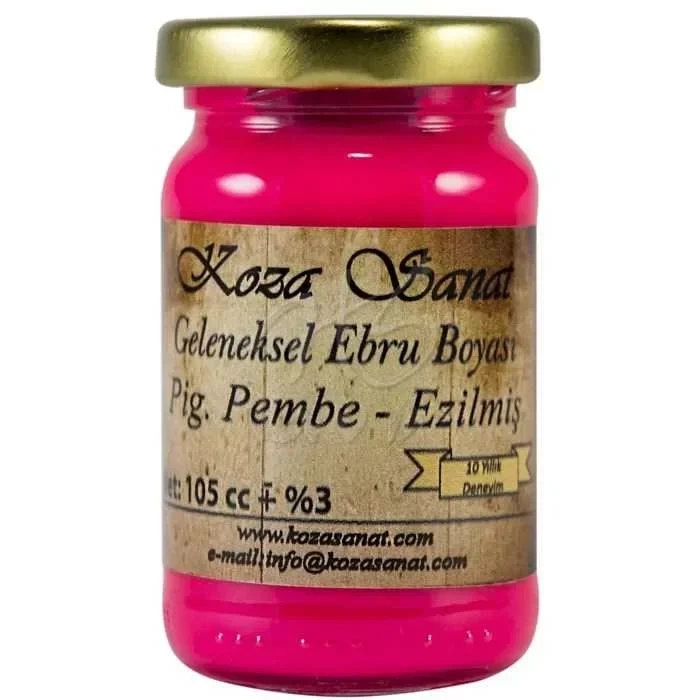 Koza Sanat
Geleneksel Ebru Boyası
Pig. Pembe - Ezilmiş
10 Yıllık
Deneyim
105 cc + %3
www.kozasanat.com
e-mail:info@kozasanat.com